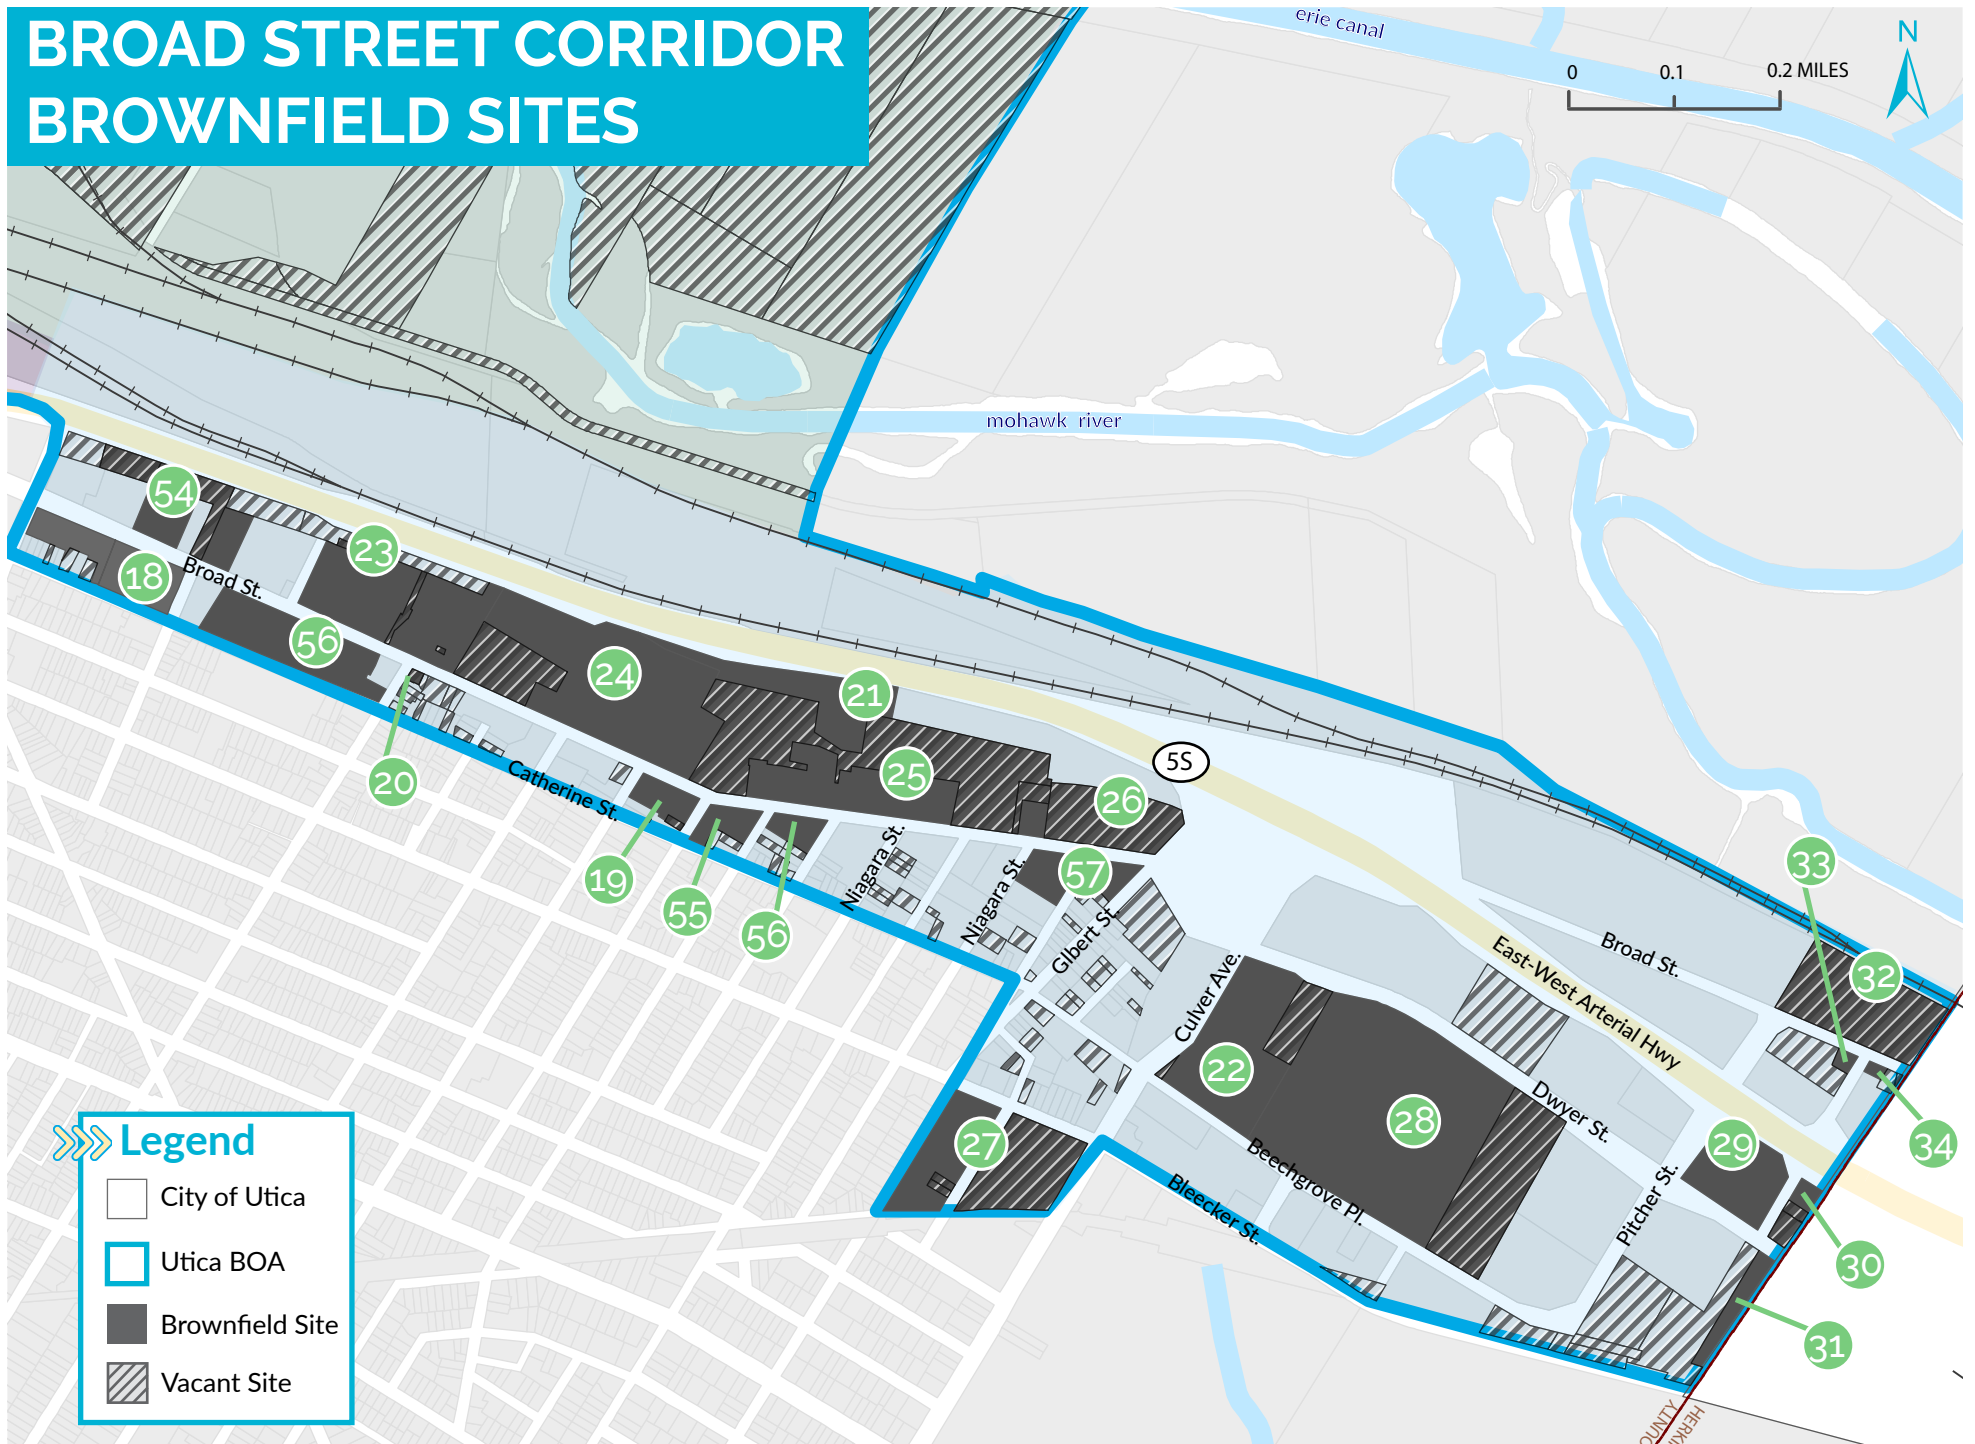 BROAD STREET CORRIDOR
BROWNFIELD SITES
erie canal
N
0 0.1 0.2 MILES
mohawk river
54
23
18
Broad St.
56
24
21
20
Catherine St.
25
26
5S
19
55
56
57
Niagara St.
Niagara St.
GIbert St.
Culver Ave.
22
28
27
Beechgrove Pl.
Bleecker St.
Dwyer St.
Pitcher St.
East-West Arterial Hwy
Broad St.
33
32
34
29
30
31
Legend
City of Utica
Utica BOA
Brownfield Site
Vacant Site